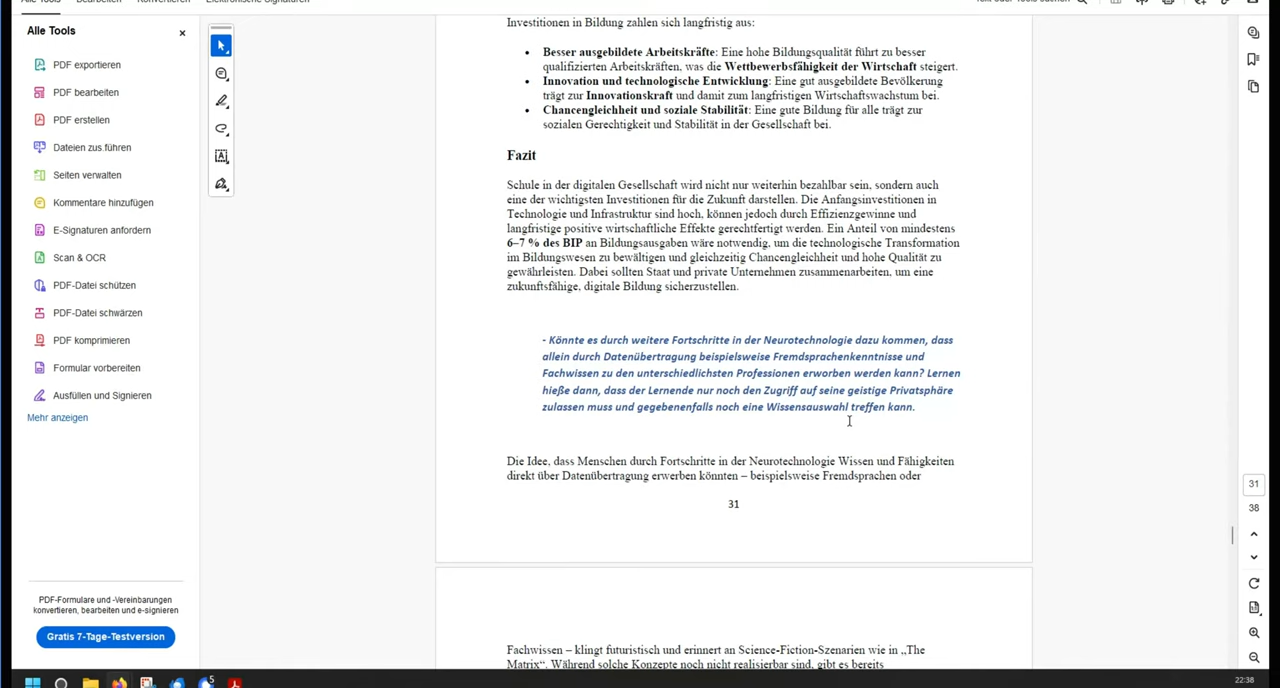 Alle Tools
Bearbeiten
Konvertieren
Elektronische Signaturen
Text oder Tools suchen
Alle Tools
×
PDF exportieren
PDF bearbeiten
PDF erstellen
Dateien zusammenführen
Seiten verwalten
Kommentare hinzufügen
E-Signaturen anfordern
Scan & OCR
PDF-Datei schützen
PDF-Datei schwärzen
PDF komprimieren
Formular vorbereiten
Ausfüllen und Signieren
Mehr anzeigen
PDF-Formulare und -Vereinbarungen
konvertieren, bearbeiten und e-signieren
Gratis 7-Tage-Testversion
Investitionen in Bildung zahlen sich langfristig aus:
• Besser ausgebildete Arbeitskräfte: Eine hohe Bildungsqualität führt zu besser
qualifizierten Arbeitskräften, was die Wettbewerbsfähigkeit der Wirtschaft steigert.
• Innovation und technologische Entwicklung: Eine gut ausgebildete Bevölkerung
trägt zur Innovationskraft und damit zum langfristigen Wirtschaftswachstum bei.
• Chancengleichheit und soziale Stabilität: Eine gute Bildung für alle trägt zur
sozialen Gerechtigkeit und Stabilität in der Gesellschaft bei.
Fazit
Schule in der digitalen Gesellschaft wird nicht nur weiterhin bezahlbar sein, sondern auch
eine der wichtigsten Investitionen für die Zukunft darstellen. Die Anfangsinvestitionen in
Technologie und Infrastruktur sind hoch, können jedoch durch Effizienzgewinne und
langfristige positive wirtschaftliche Effekte gerechtfertigt werden. Ein Anteil von mindestens
6–7 % des BIP an Bildungsausgaben wäre notwendig, um die technologische Transformation
im Bildungswesen zu bewältigen und gleichzeitig Chancengleichheit und hohe Qualität zu
gewährleisten. Dabei sollten Staat und private Unternehmen zusammenarbeiten, um eine
zukunftsfähige, digitale Bildung sicherzustellen.
- Könnte es durch weitere Fortschritte in der Neurotechnologie dazu kommen, dass
allein durch Datenübertragung beispielsweise Fremdsprachenkenntnisse und
Fachwissen zu den unterschiedlichsten Professionen erworben werden kann? Lernen
hieße dann, dass der Lernende nur noch den Zugriff auf seine geistige Privatsphäre
zulassen muss und gegebenenfalls noch eine Wissensauswahl treffen kann.
Die Idee, dass Menschen durch Fortschritte in der Neurotechnologie Wissen und Fähigkeiten
direkt über Datenübertragung erwerben könnten – beispielsweise Fremdsprachen oder
31
Fachwissen – klingt futuristisch und erinnert an Science-Fiction-Szenarien wie in „The
Matrix“. Während solche Konzepte noch nicht realisierbar sind, gibt es bereits
31
38
5
22:38